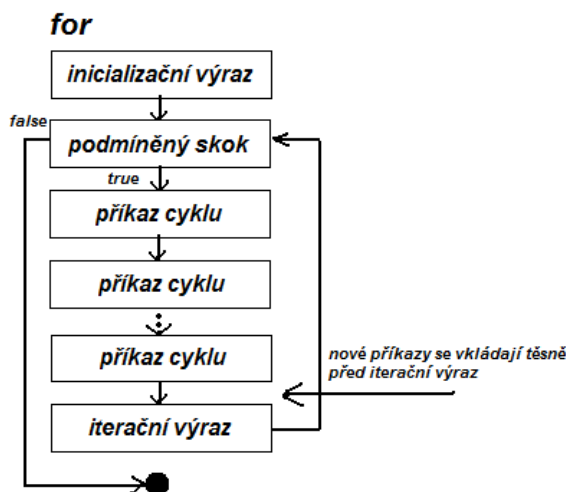 for
inicializační výraz
false
podmíněný skok
true
příkaz cyklu
příkaz cyklu
příkaz cyklu
nové příkazy se vkládají těsně
před iterační výraz
iterační výraz